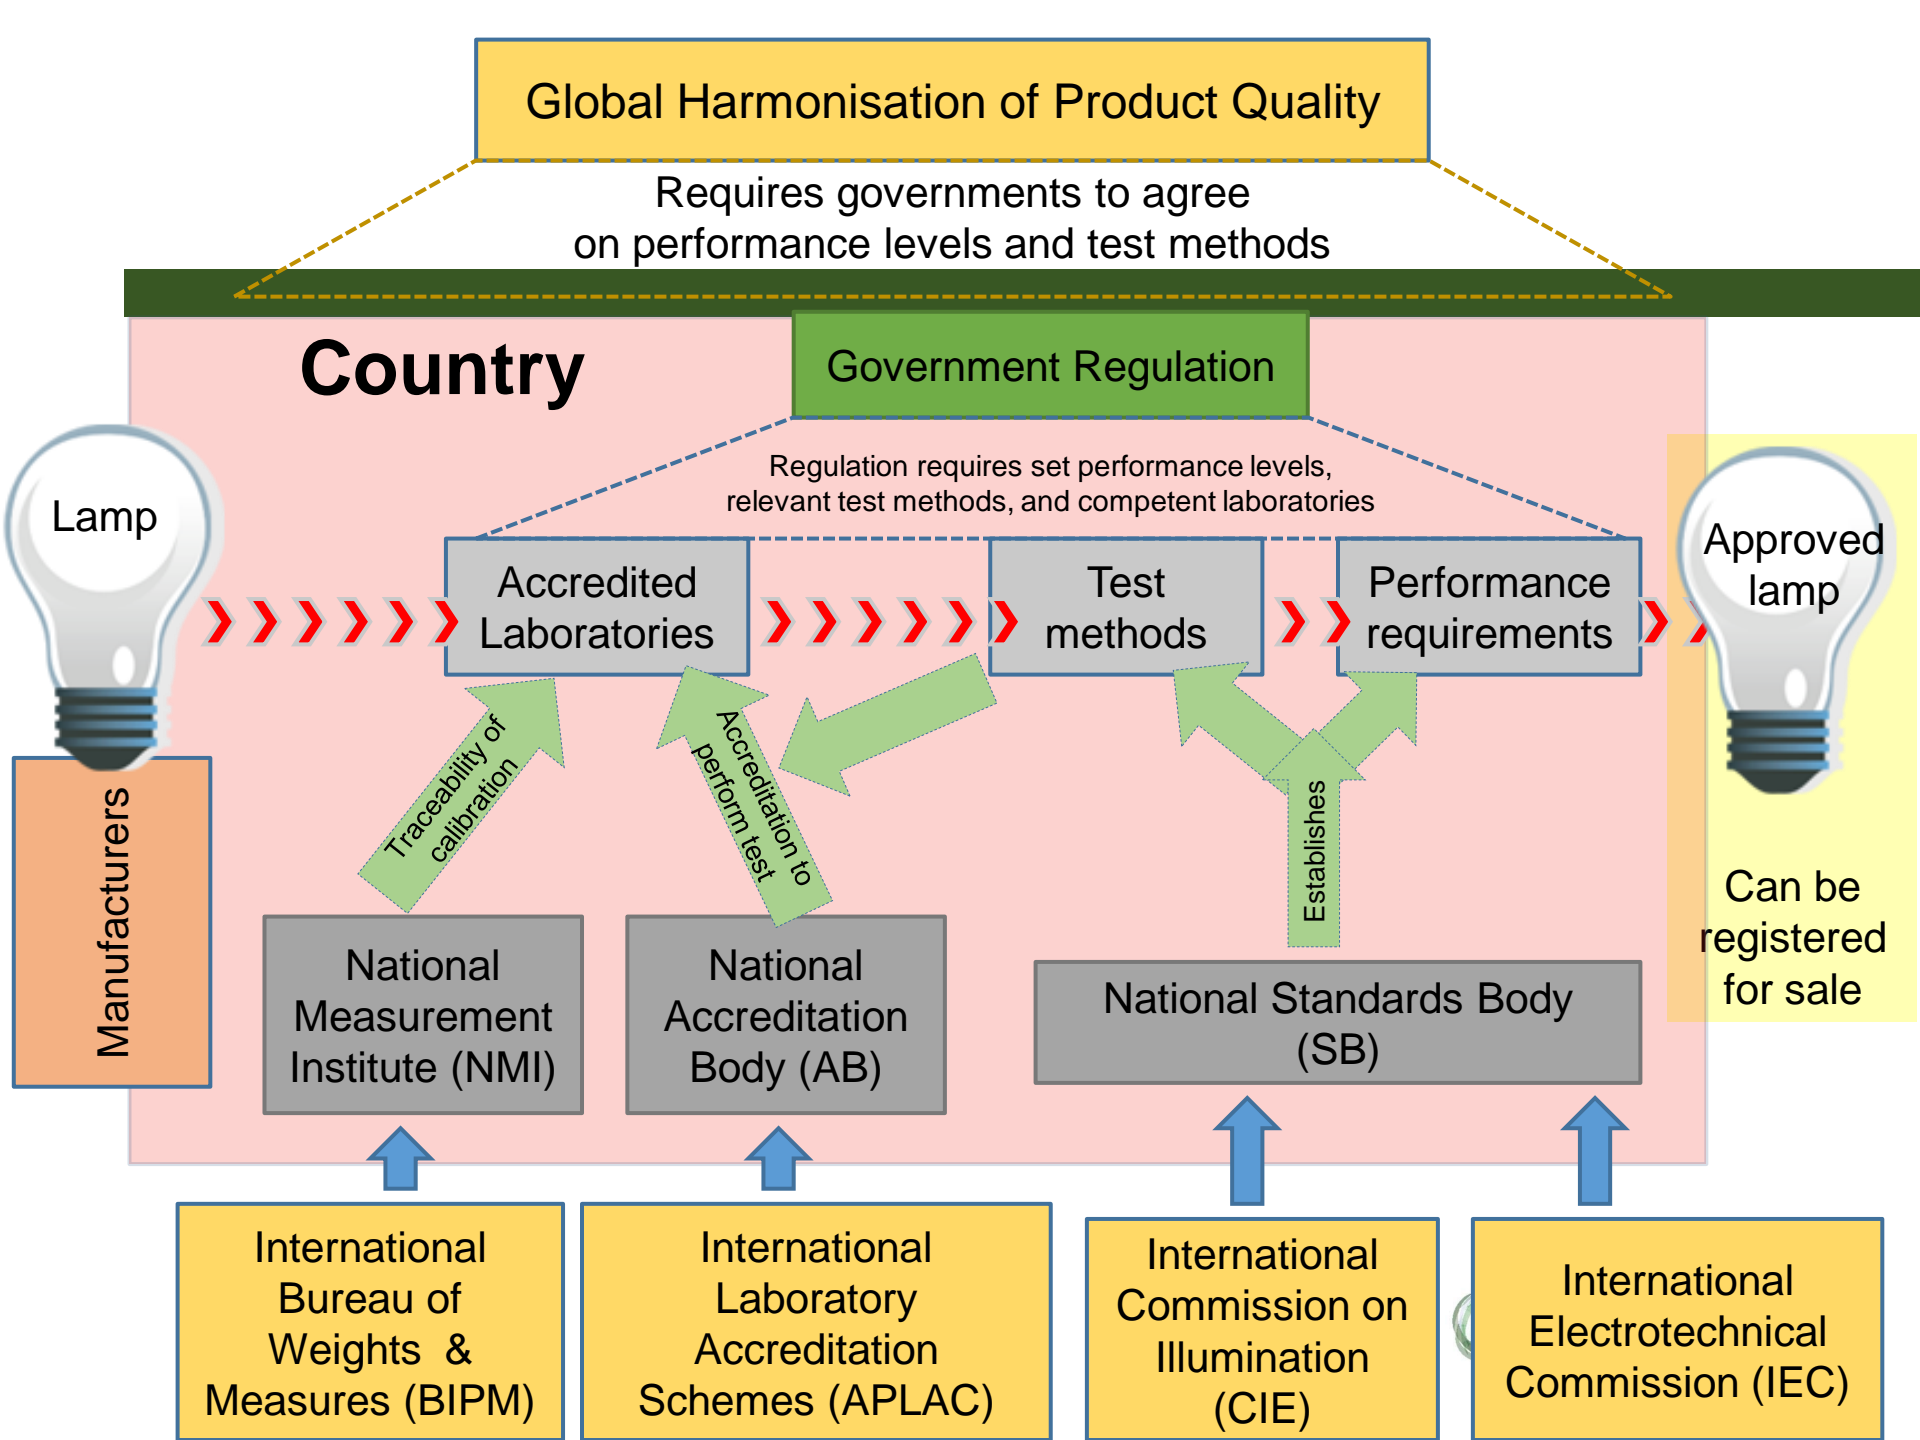 Global Harmonisation of Product Quality
Requires governments to agree
on performance levels and test methods
Country
Government Regulation
Regulation requires set performance levels,
relevant test methods, and competent laboratories
Lamp
Accredited
Laboratories
Test
methods
Performance
requirements
Approved
lamp
Traceability of
calibration
Accreditation to
perform test
Establishes
Manufacturers
Can be
registered
for sale
National
Measurement
Institute (NMI)
National
Accreditation
Body (AB)
National Standards Body
(SB)
International
Bureau of
Weights  &
Measures (BIPM)
International
Laboratory
Accreditation
Schemes (APLAC)
International
Commission on
Illumination
(CIE)
International
Electrotechnical
Commission (IEC)